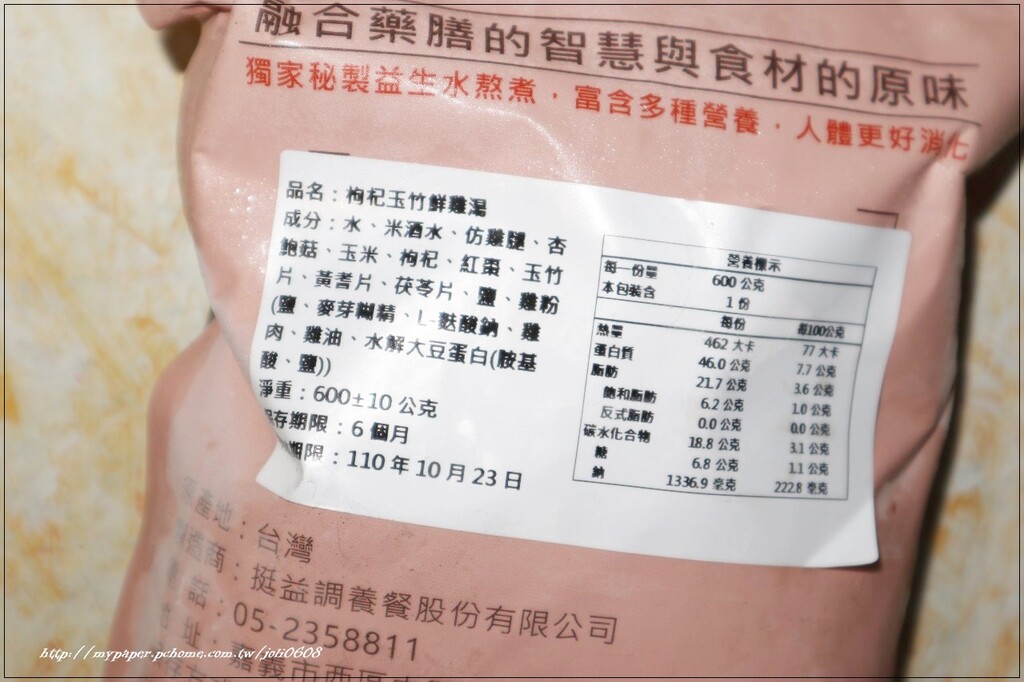 融合藥膳的智慧與食材的原味
獨家秘製益生水熬煮，富含多種營養，人體更好消化
品名：枸杞玉竹鮮雞湯
成分：水、米酒水、仿雞腿、杏
鮑菇、玉米、枸杞、紅棗、玉竹
片、黃耆片、茯苓片、鹽、雞粉
(鹽、麥芽糊精、L-麩酸鈉、雞
肉、雞油、水解大豆蛋白(胺基
酸、鹽))
淨重：600±10 公克
存期限：6 個月
期限：110 年 10 月 23 日
營養標示
每一份量 600 公克
本包裝含 1 份
每份 每100公克
熱量 462 大卡 77 大卡
蛋白質 46.0 公克 7.7 公克
脂肪 21.7 公克 3.6 公克
飽和脂肪 6.2 公克 1.0 公克
反式脂肪 0.0 公克 0.0 公克
碳水化合物 18.8 公克 3.1 公克
糖 6.8 公克 1.1 公克
鈉 1336.9 毫克 222.8 毫克
產地：台灣
造商：挺益調養餐股份有限公司
話：05-2358811
址：嘉義市西區
http://mypaper.pchome.com.tw/joli0608